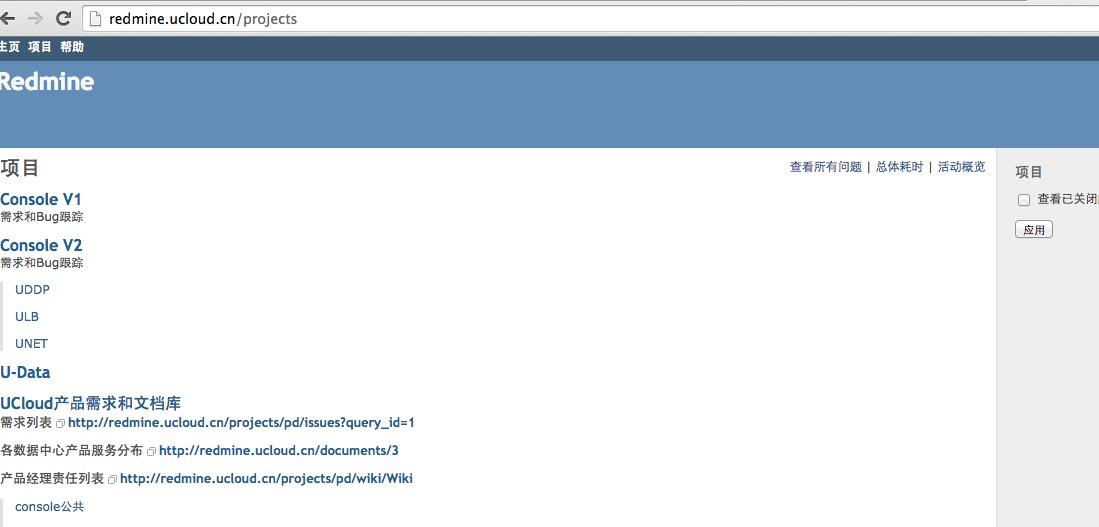 redmine.ucloud.cn/projects
主页 项目 帮助
Redmine
项目
查看所有问题 | 总体耗时 | 活动概览
Console V1
需求和Bug跟踪
Console V2
需求和Bug跟踪
UDDP
ULB
UNET
U-Data
UCloud产品需求和文档库
需求列表 http://redmine.ucloud.cn/projects/pd/issues?query_id=1
各数据中心产品服务分布 http://redmine.ucloud.cn/documents/3
产品经理责任列表 http://redmine.ucloud.cn/projects/pd/wiki/Wiki
console公共
项目
查看已关闭
应用